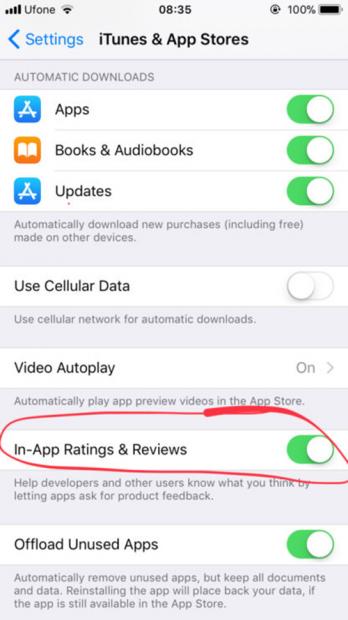 Ufone 08:35 100%
Settings iTunes & App Stores
AUTOMATIC DOWNLOADS
Apps
Books & Audiobooks
Updates
Automatically download new purchases (including free)
made on other devices.
Use Cellular Data
Use cellular network for automatic downloads.
Video Autoplay On
Automatically play app preview videos in the App Store.
In-App Ratings & Reviews
Help developers and other users know what you think by
letting apps ask for product feedback.
Offload Unused Apps
Automatically remove unused apps, but keep all documents
and data. Reinstalling the app will place back your data, if
the app is still available in the App Store.